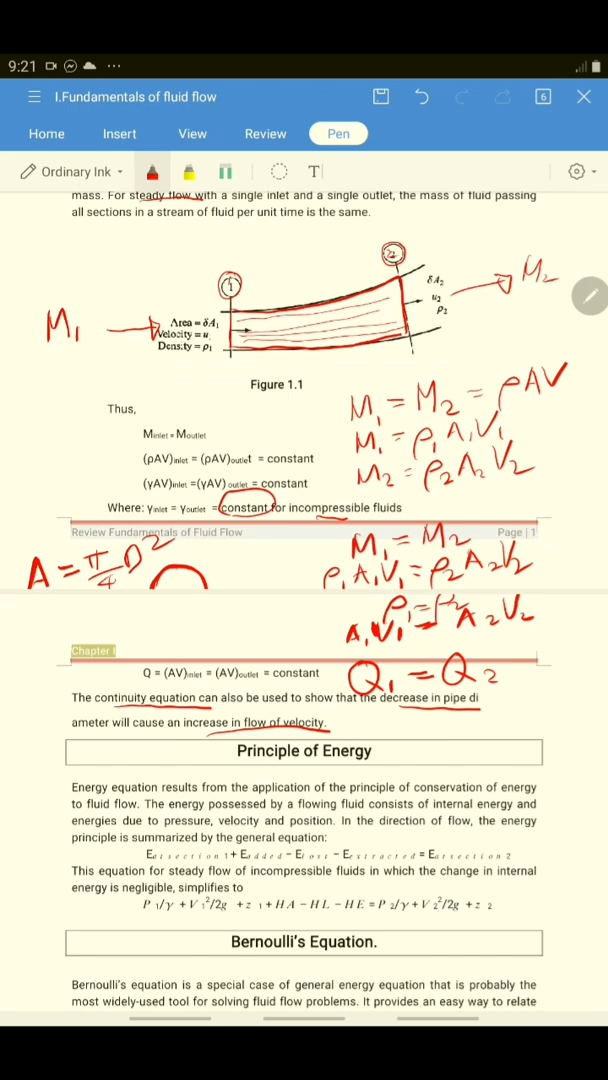 9:21
I.Fundamentals of fluid flow
6
Home Insert View Review Pen
Ordinary Ink T
mass. For steady flow with a single inlet and a single outlet, the mass of fluid passing
all sections in a stream of fluid per unit time is the same.
1
2
M₁
Area = δA₁
Velocity = u₁
Density = ρ₁
δA₂
u₂
ρ₂
M₂
Figure 1.1
Thus,
Minlet = Moutlet
(ρAV)inlet = (ρAV)outlet = constant
(γAV)inlet =(γAV) outlet = constant
Where: γinlet = γoutlet = constant for incompressible fluids
M₁ = M₂ = ρAV
M₁ = ρ₁A₁V₁
M₂ = ρ₂A₂V₂
Review Fundamentals of Fluid Flow Page | 1
A = π/4 D²
M₁ = M₂
ρ₁A₁V₁ = ρ₂A₂V₂
ρ₁ = ρ₂
A₁V₁ = A₂V₂
Chapter I
Q = (AV)inlet = (AV)outlet = constant
Q₁ = Q₂
The continuity equation can also be used to show that the decrease in pipe di
ameter will cause an increase in flow of velocity.
Principle of Energy
Energy equation results from the application of the principle of conservation of energy
to fluid flow. The energy possessed by a flowing fluid consists of internal energy and
energies due to pressure, velocity and position. In the direction of flow, the energy
principle is summarized by the general equation:
Eat section 1 + Eadded − Elost − Eextracted = Eat section 2
This equation for steady flow of incompressible fluids in which the change in internal
energy is negligible, simplifies to
P 1/γ + V 1²/2g + z 1 + HA − HL − HE = P 2/γ + V 2²/2g + z 2
Bernoulli's Equation.
Bernoulli's equation is a special case of general energy equation that is probably the
most widely-used tool for solving fluid flow problems. It provides an easy way to relate